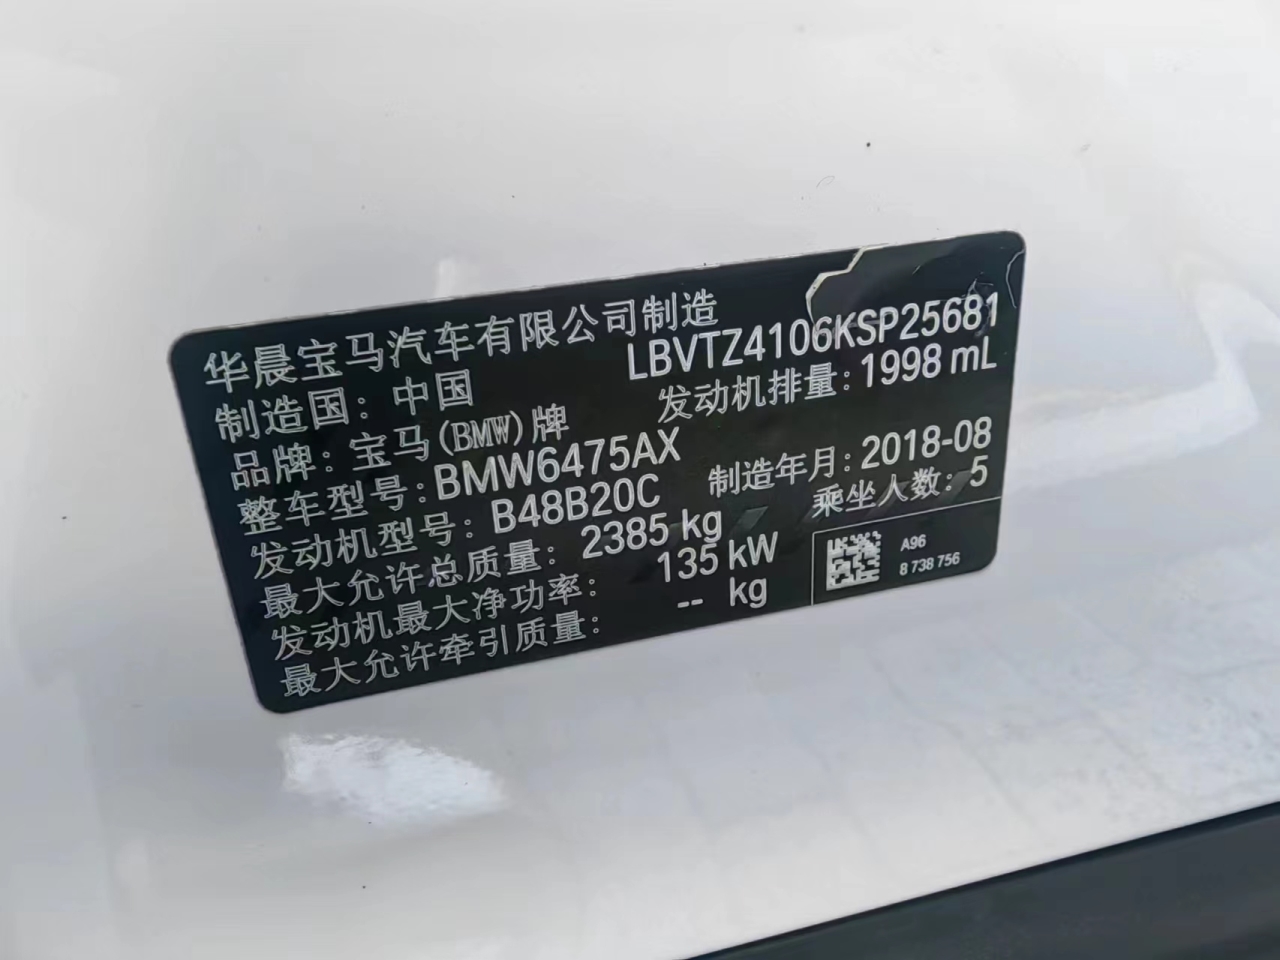 华晨宝马汽车有限公司制造
制造国：中国 LBVTZ4106KSP25681
品牌：宝马(BMW)牌 发动机排量：1998 mL
整车型号：BMW6475AX
发动机型号：B48B20C 制造年月：2018-08
最大允许总质量：2385 kg 乘坐人数：5
发动机最大净功率：135 kW
最大允许牵引质量：-- kg
A96
8 738 756